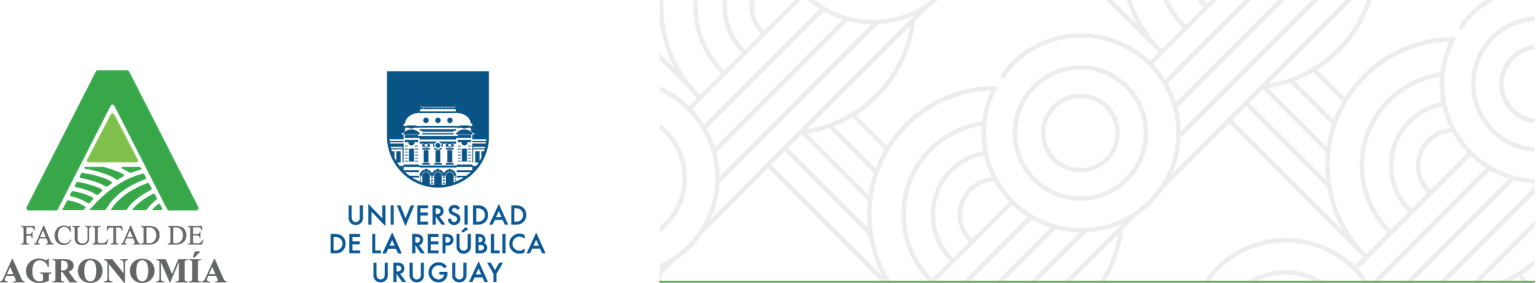 FACULTAD DE
AGRONOMÍA
UNIVERSIDAD
DE LA REPÚBLICA
URUGUAY